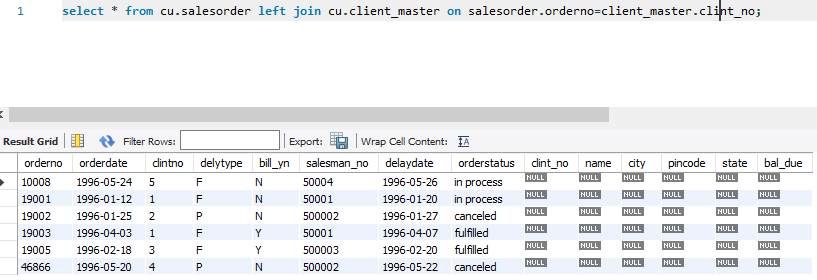 1 select * from cu.salesorder left join cu.client_master on salesorder.orderno=client_master.clint_no;
Result Grid Filter Rows: Export: Wrap Cell Content:
orderno orderdate clintno delytype bill_yn salesman_no delaydate orderstatus clint_no name city pincode state bal_due
10008 1996-05-24 5 F N 50004 1996-05-26 in process NULL NULL NULL NULL NULL NULL
19001 1996-01-12 1 F N 50001 1996-01-20 in process NULL NULL NULL NULL NULL NULL
19002 1996-01-25 2 P N 500002 1996-01-27 canceled NULL NULL NULL NULL NULL NULL
19003 1996-04-03 1 F Y 50001 1996-04-07 fulfilled NULL NULL NULL NULL NULL NULL
19005 1996-02-18 3 F Y 500003 1996-02-20 fulfilled NULL NULL NULL NULL NULL NULL
46866 1996-05-20 4 P N 500002 1996-05-22 canceled NULL NULL NULL NULL NULL NULL